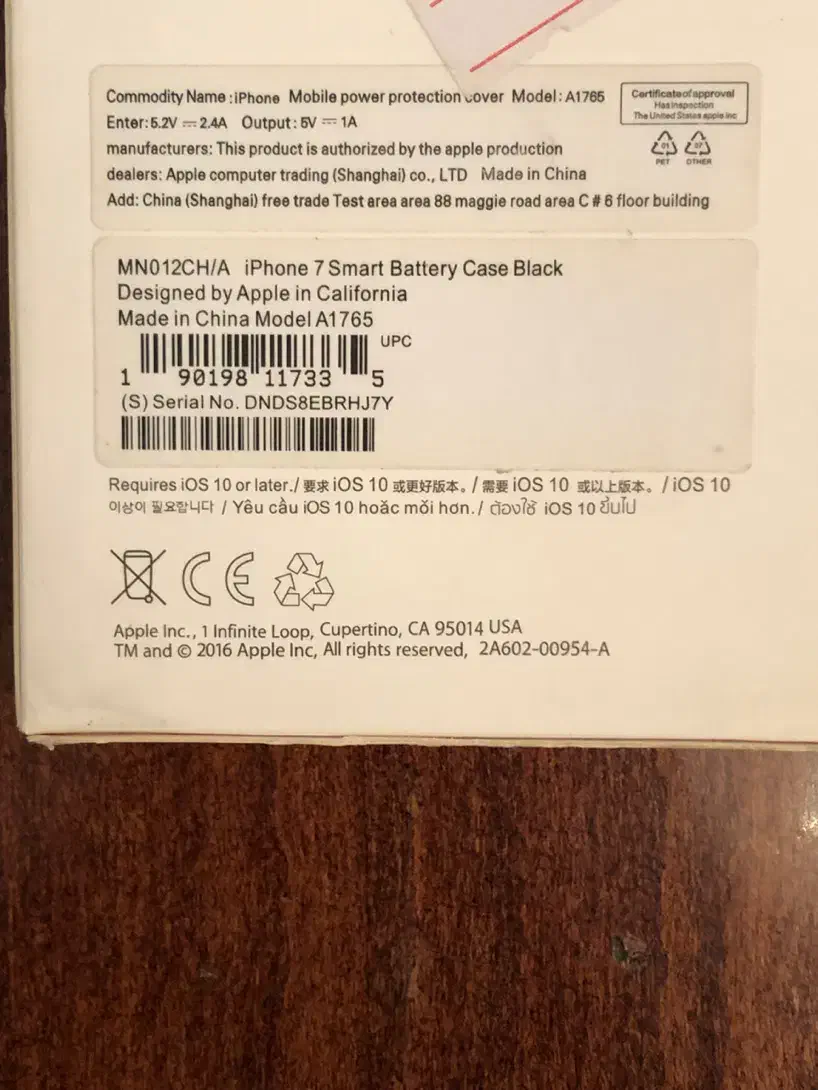 Commodity Name : iPhone Mobile power protection cover Model : A1765
Enter : 5.2V ⎓ 2.4A Output : 5V ⎓ 1A
manufacturers: This product is authorized by the apple production
dealers: Apple computer trading (Shanghai) co., LTD Made in China
Add: China (Shanghai) free trade Test area area 88 maggie road area C # 6 floor building
Certificate of approval
Has inspection
The United States apple inc
01 07
PET OTHER
MN012CH/A iPhone 7 Smart Battery Case Black
Designed by Apple in California
Made in China Model A1765
UPC
1 90198 11733 5
(S) Serial No. DNDS8EBRHJ7Y
Requires iOS 10 or later./ 要求 iOS 10 或更好版本。/ 需要 iOS 10 或以上版本。/ iOS 10
이상이 필요합니다 / Yêu cầu iOS 10 hoặc mới hơn./ ต้องใช้ iOS 10 ขึ้นไป
CE
Apple Inc., 1 Infinite Loop, Cupertino, CA 95014 USA
TM and © 2016 Apple Inc, All rights reserved, 2A602-00954-A